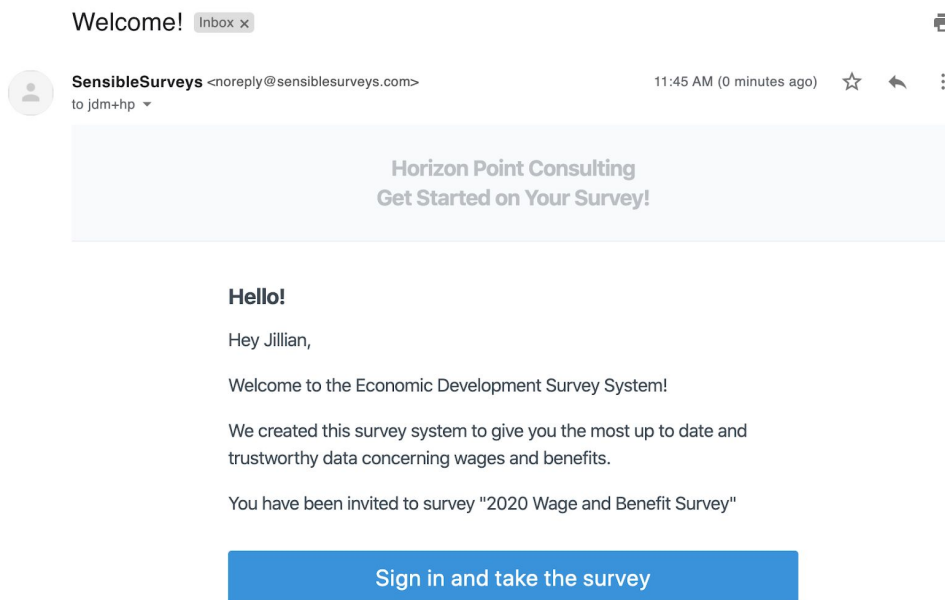 Welcome! Inbox ×
SensibleSurveys <noreply@sensiblesurveys.com> 11:45 AM (0 minutes ago)
to jdm+hp
Horizon Point Consulting
Get Started on Your Survey!
Hello!
Hey Jillian,
Welcome to the Economic Development Survey System!
We created this survey system to give you the most up to date and
trustworthy data concerning wages and benefits.
You have been invited to survey "2020 Wage and Benefit Survey"
Sign in and take the survey